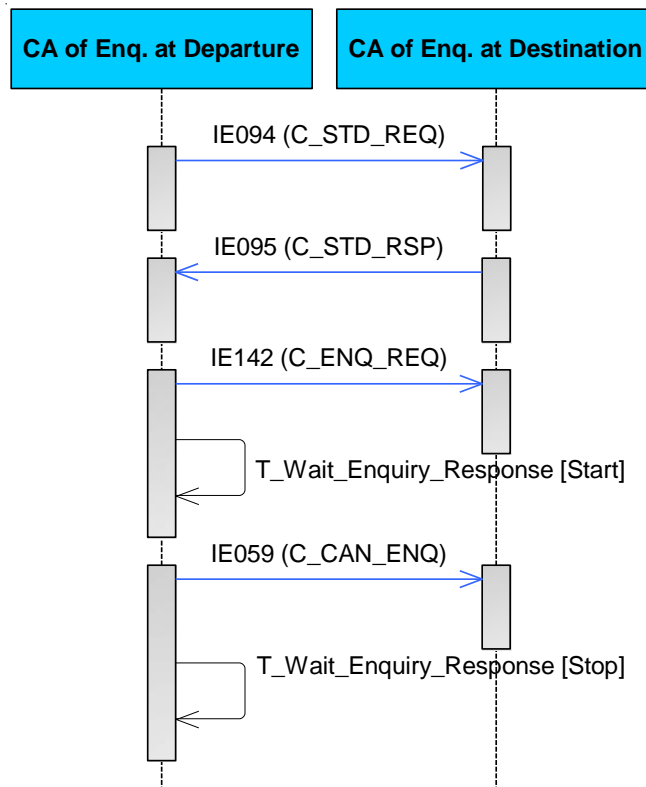 CA of Enq. at Departure
CA of Enq. at Destination
IE094 (C_STD_REQ)
IE095 (C_STD_RSP)
IE142 (C_ENQ_REQ)
T_Wait_Enquiry_Response [Start]
IE059 (C_CAN_ENQ)
T_Wait_Enquiry_Response [Stop]